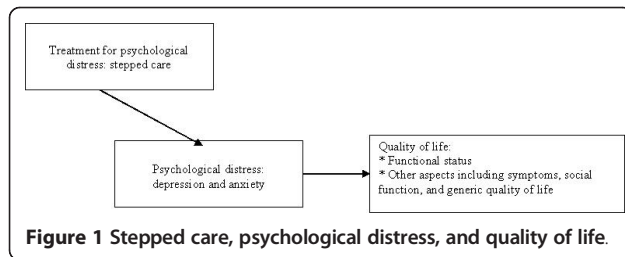 Treatment for psychological
distress: stepped care
Psychological distress:
depression and anxiety
Quality of life:
* Functional status
* Other aspects including symptoms, social
function, and generic quality of life
Figure 1 Stepped care, psychological distress, and quality of life.